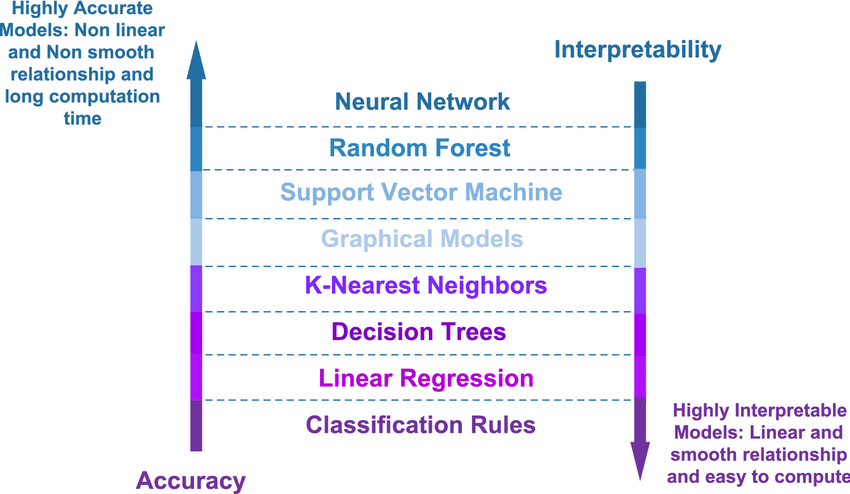 Highly Accurate
Models: Non linear
and Non smooth
relationship and
long computation
time
Interpretability
Neural Network
Random Forest
Support Vector Machine
Graphical Models
K-Nearest Neighbors
Decision Trees
Linear Regression
Classification Rules
Accuracy
Highly Interpretable
Models: Linear and
smooth relationship
and easy to compute